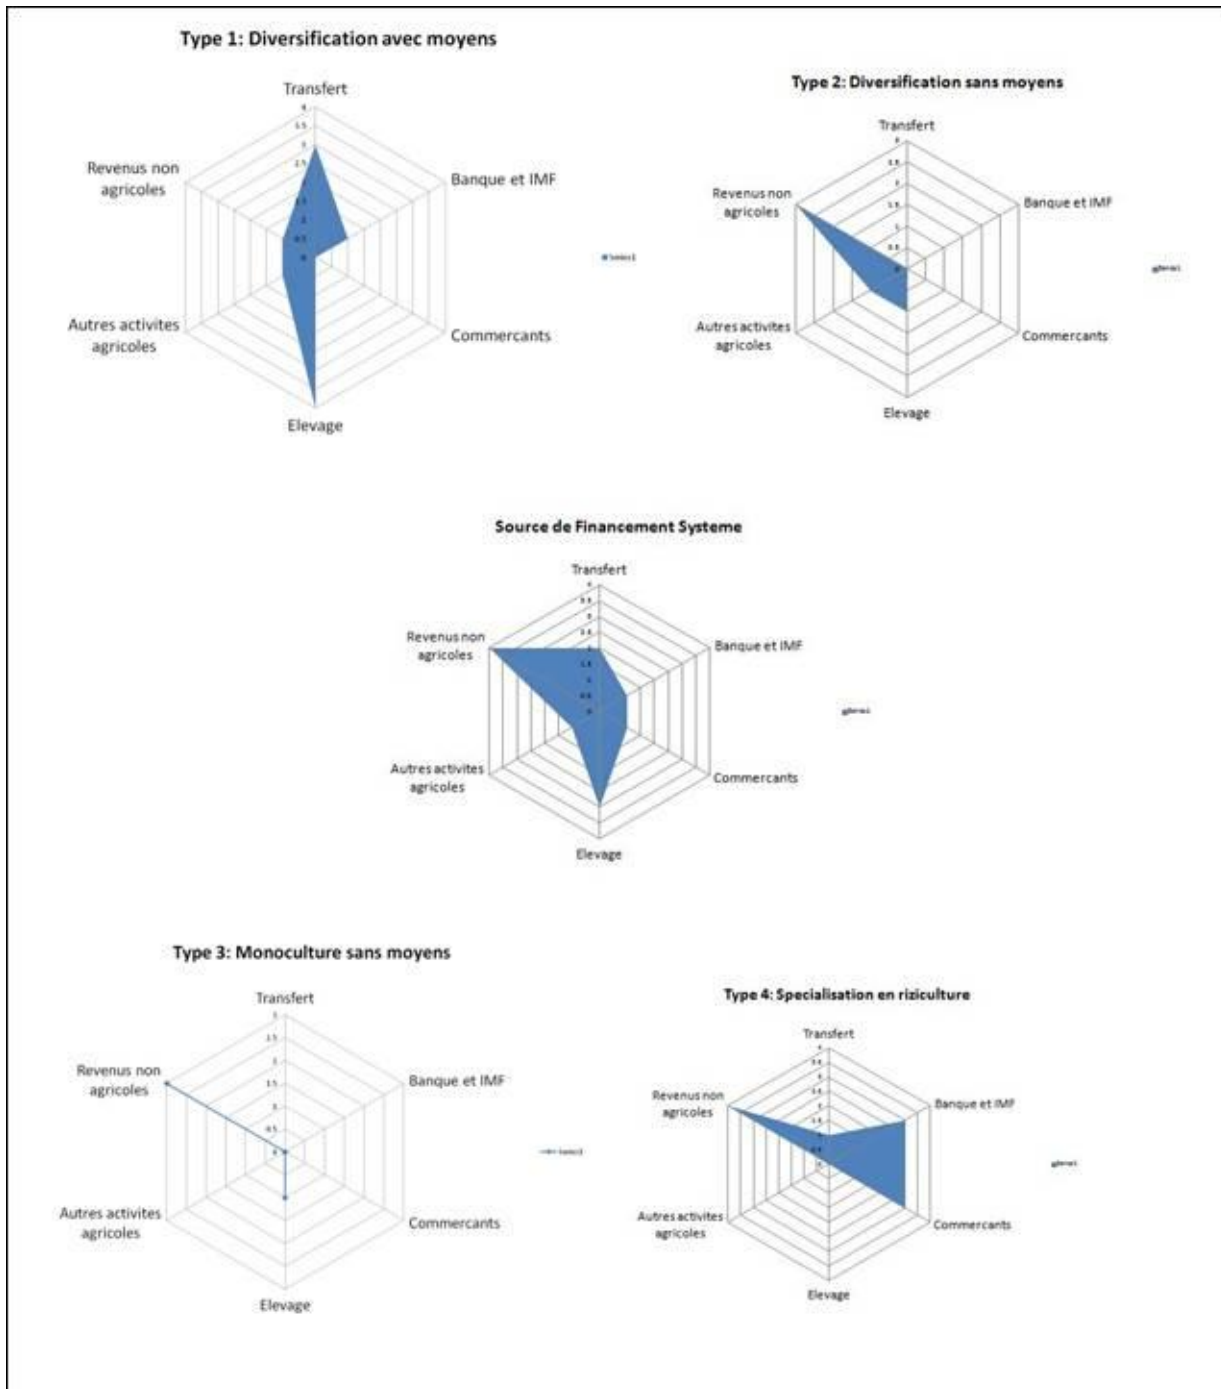 Type 1: Diversification avec moyens
Transfert
Banque et IMF
Commercants
Elevage
Autres activites
agricoles
Revenus non
agricoles
Type 2: Diversification sans moyens
Transfert
Banque et IMF
Commercants
Elevage
Autres activites
agricoles
Revenus non
agricoles
Source de Financement Systeme
Transfert
Banque et IMF
Commercants
Elevage
Autres activites
agricoles
Revenus non
agricoles
Type 3: Monoculture sans moyens
Transfert
Banque et IMF
Commercants
Elevage
Autres activites
agricoles
Revenus non
agricoles
Type 4: Specialisation en riziculture
Transfert
Banque et IMF
Commercants
Elevage
Autres activites
agricoles
Revenus non
agricoles